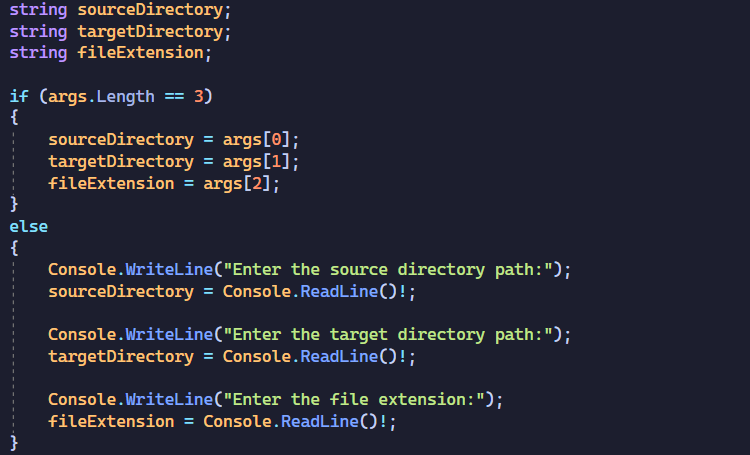 string sourceDirectory;
string targetDirectory;
string fileExtension;

if (args.Length == 3)
{
    sourceDirectory = args[0];
    targetDirectory = args[1];
    fileExtension = args[2];
}
else
{
    Console.WriteLine("Enter the source directory path:");
    sourceDirectory = Console.ReadLine()!;

    Console.WriteLine("Enter the target directory path:");
    targetDirectory = Console.ReadLine()!;

    Console.WriteLine("Enter the file extension:");
    fileExtension = Console.ReadLine()!;
}